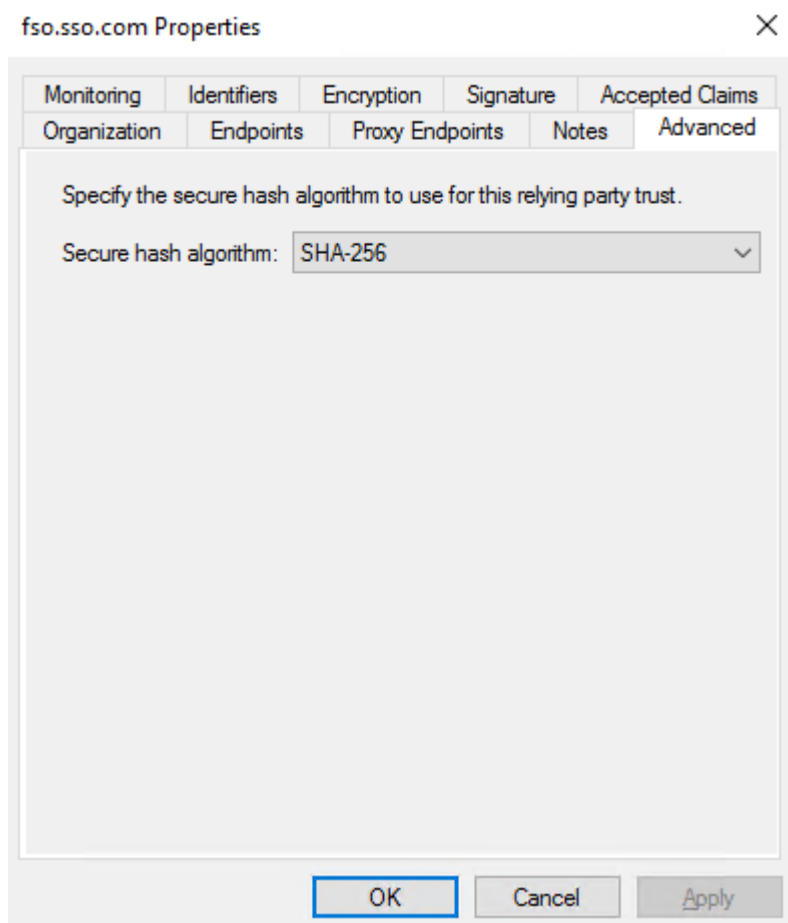 fso.sso.com Properties
Monitoring Identifiers Encryption Signature Accepted Claims
Organization Endpoints Proxy Endpoints Notes Advanced
Specify the secure hash algorithm to use for this relying party trust.
Secure hash algorithm: SHA-256
OK Cancel Apply